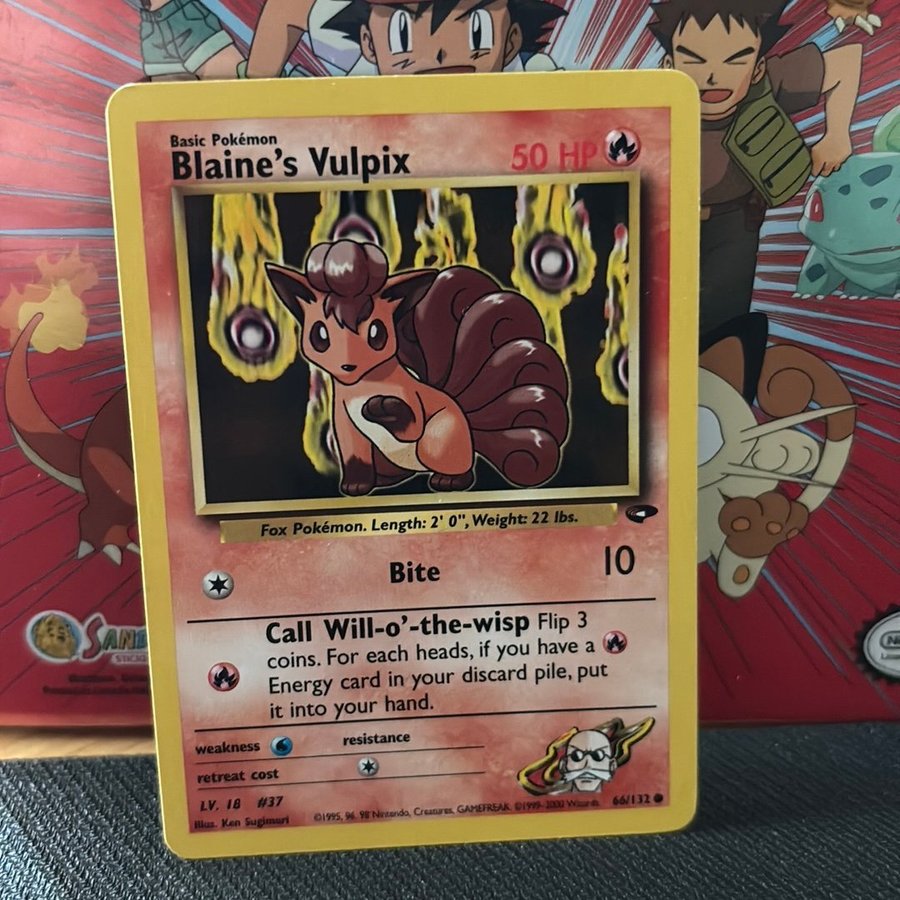 Basic Pokémon
Blaine's Vulpix 50 HP
Fox Pokémon. Length: 2' 0", Weight: 22 lbs.
Bite 10
Call Will-o'-the-wisp Flip 3
coins. For each heads, if you have a
Energy card in your discard pile, put
it into your hand.
weakness resistance
retreat cost
LV. 18 #37
Illus. Ken Sugimori ©1995, 96, 98 Nintendo, Creatures, GAMEFREAK. ©1999-2000 Wizards. 66/132
SAN